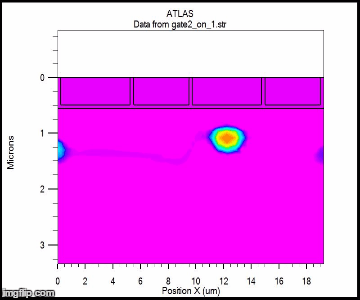 ATLAS
Data from gate2_on_1.str
Microns
0
1
2
3
0 2 4 6 8 10 12 14 16 18
Position X (um)
imgflip.com